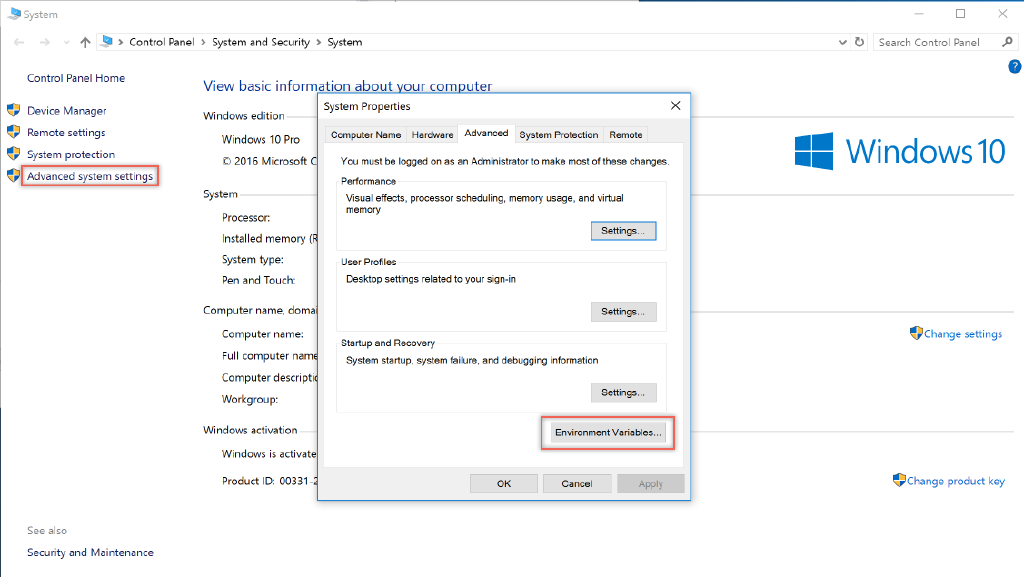 System
Control Panel > System and Security > System
Search Control Panel
Control Panel Home
Device Manager
Remote settings
System protection
Advanced system settings
See also
Security and Maintenance
View basic information about your computer
Windows edition
Windows 10 Pro
© 2016 Microsoft C
Windows 10
System
Processor:
Installed memory (R
System type:
Pen and Touch:
Computer name, domai
Computer name:
Full computer name
Computer descriptio
Workgroup:
Change settings
Windows activation
Windows is activate
Product ID: 00331-2
Change product key
System Properties
Computer Name
Hardware
Advanced
System Protection
Remote
You must be logged on as an Administrator to make most of these changes.
Performance
Visual effects, processor scheduling, memory usage, and virtual
memory
Settings...
User Profiles
Desktop settings related to your sign-in
Settings...
Startup and Recovery
System startup, system failure, and debugging information
Settings...
Environment Variables...
OK
Cancel
Apply